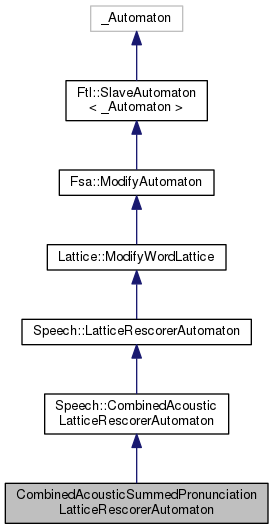 _Automaton
Ftl::SlaveAutomaton
< _Automaton >
Fsa::ModifyAutomaton
Lattice::ModifyWordLattice
Speech::LatticeRescorerAutomaton
Speech::CombinedAcoustic
LatticeRescorerAutomaton
CombinedAcousticSummedPronunciation
LatticeRescorerAutomaton